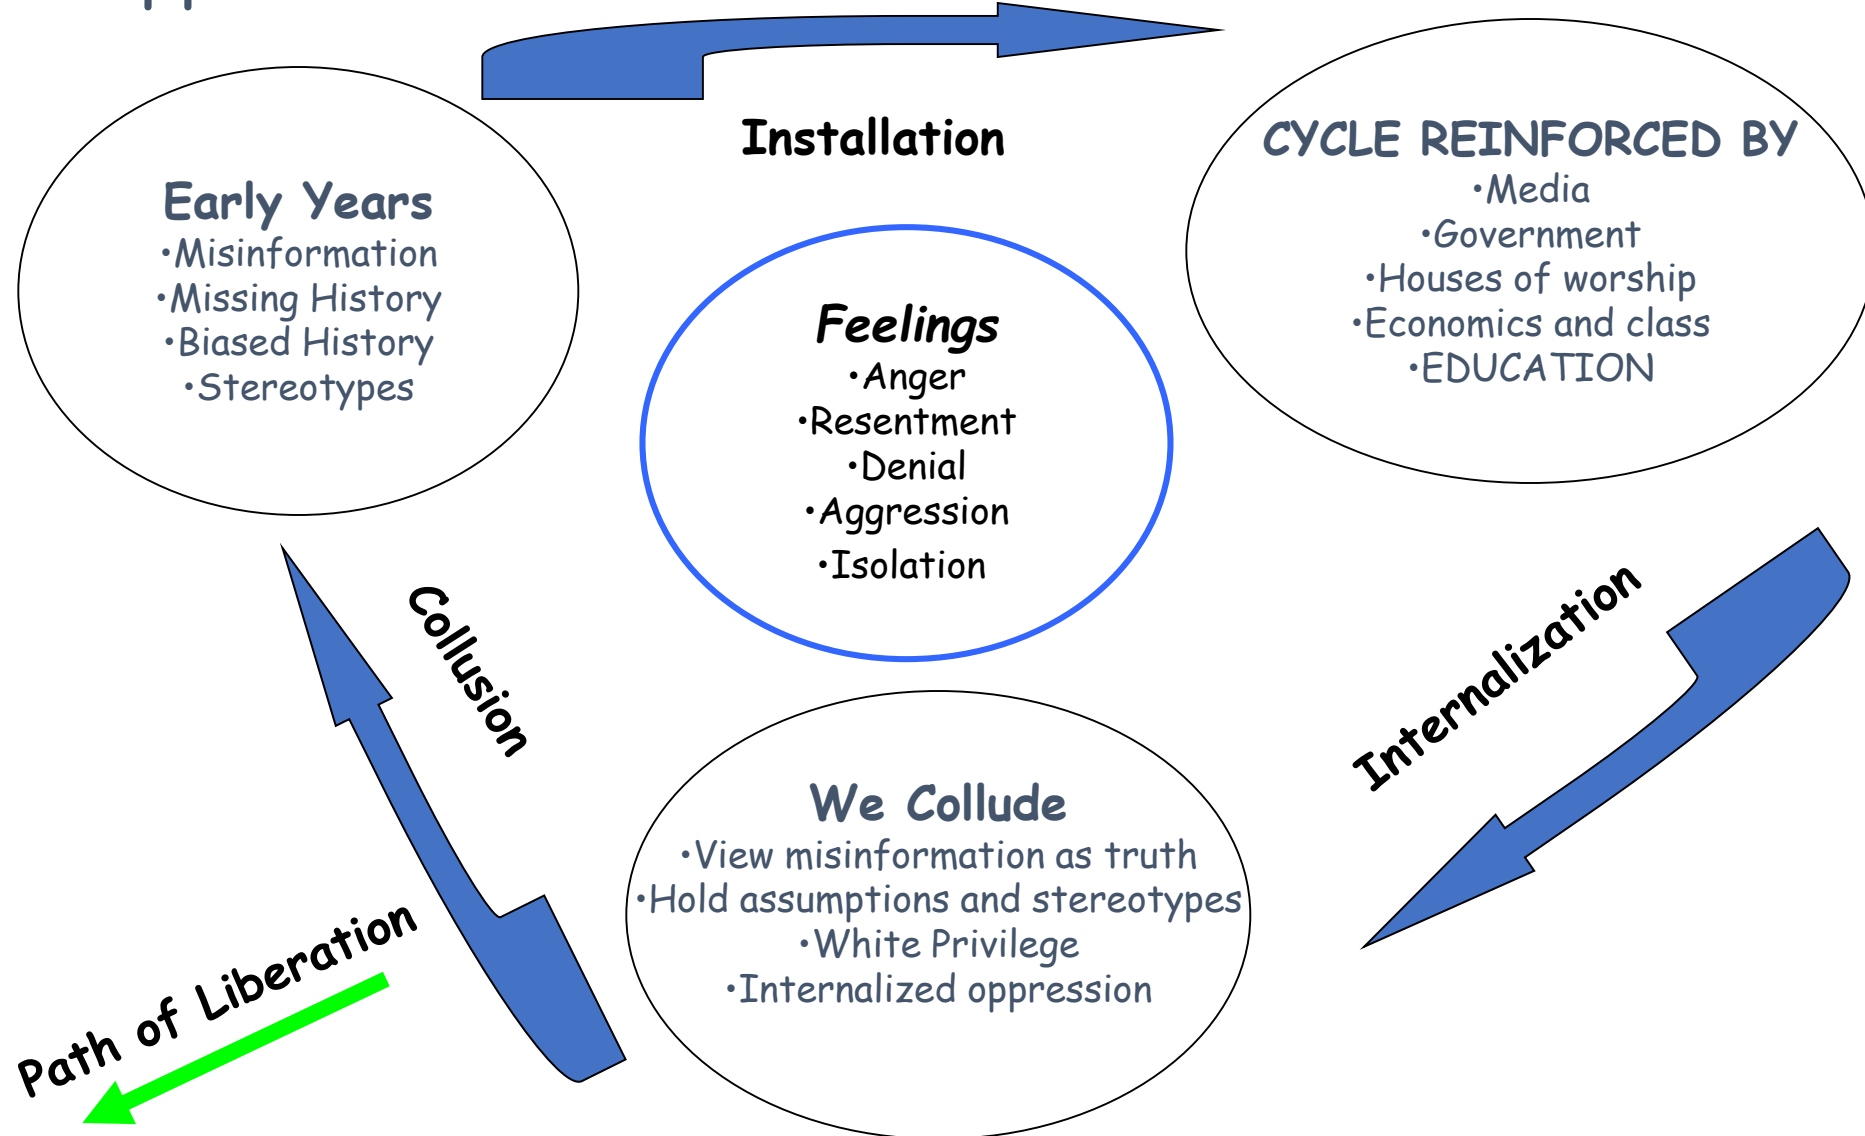 Installation
Early Years
•Misinformation
•Missing History
•Biased History
•Stereotypes
CYCLE REINFORCED BY
•Media
•Government
•Houses of worship
•Economics and class
•EDUCATION
Feelings
•Anger
•Resentment
•Denial
•Aggression
•Isolation
Collusion
Internalization
We Collude
•View misinformation as truth
•Hold assumptions and stereotypes
•White Privilege
•Internalized oppression
Path of Liberation